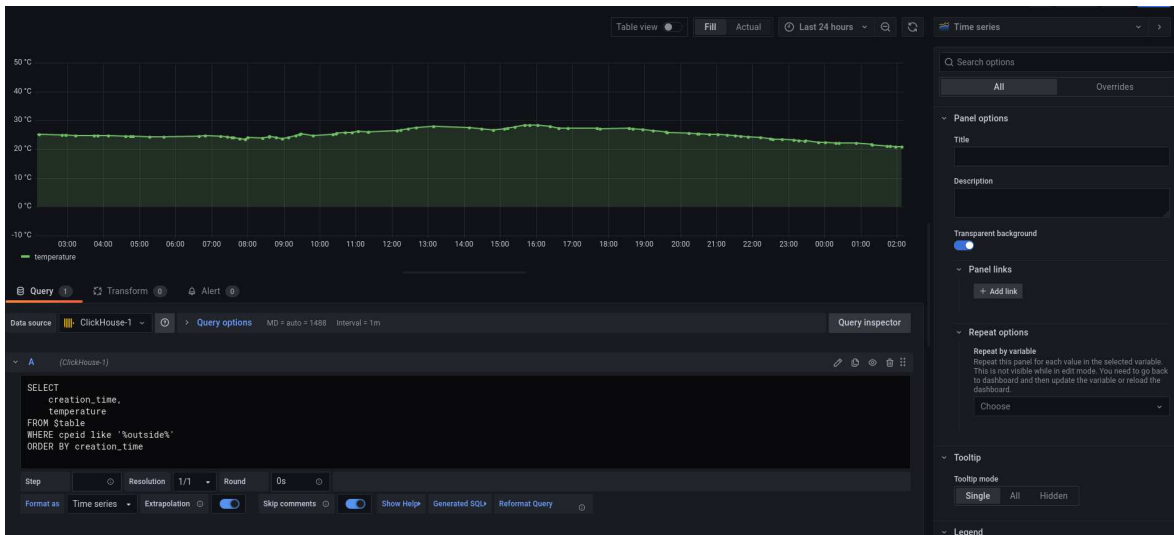 Table view
Fill
Actual
Last 24 hours
Time series
50 °C
40 °C
30 °C
20 °C
10 °C
0 °C
-10 °C
03:00 04:00 05:00 06:00 07:00 08:00 09:00 10:00 11:00 12:00 13:00 14:00 15:00 16:00 17:00 18:00 19:00 20:00 21:00 22:00 23:00 00:00 01:00 02:00
temperature
Query 1
Transform 0
Alert 0
Data source
ClickHouse-1
Query options
MD = auto = 1488
Interval = 1m
Query inspector
A
(ClickHouse-1)
SELECT
creation_time,
temperature
FROM $table
WHERE cpeid like '%outside%'
ORDER BY creation_time
Step
Resolution
1/1
Round
0s
Format as
Time series
Extrapolation
Skip comments
Show Help
Generated SQL
Reformat Query
Search options
All
Overrides
Panel options
Title
Description
Transparent background
Panel links
+ Add link
Repeat options
Repeat by variable
Repeat this panel for each value in the selected variable.
This is not visible while in edit mode. You need to go back
to dashboard and then update the variable or reload the
dashboard.
Choose
Tooltip
Tooltip mode
Single
All
Hidden
Legend